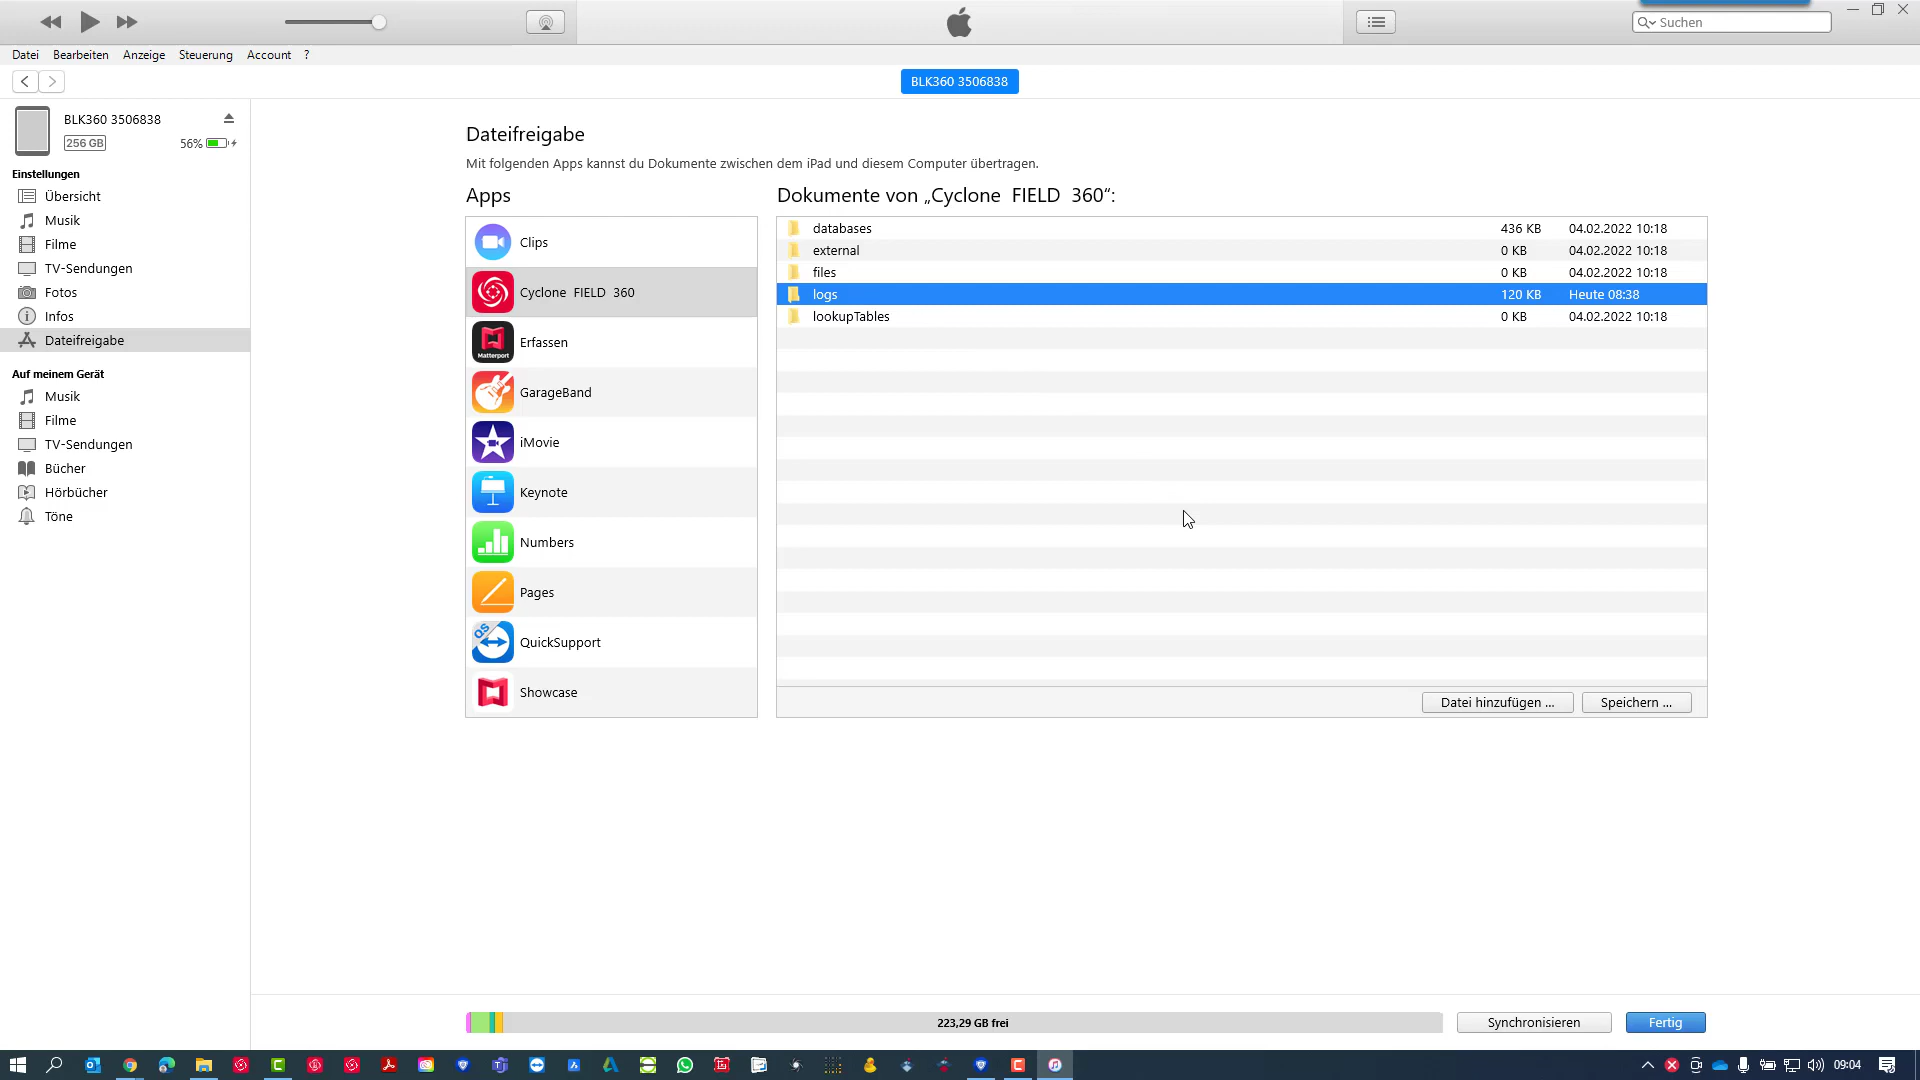 Suchen
Datei Bearbeiten Anzeige Steuerung Account ?
BLK360 3506838
BLK360 3506838
256 GB 56%
Einstellungen
Übersicht
Musik
Filme
TV-Sendungen
Fotos
Infos
Dateifreigabe
Auf meinem Gerät
Musik
Filme
TV-Sendungen
Bücher
Hörbücher
Töne
Dateifreigabe
Mit folgenden Apps kannst du Dokumente zwischen dem iPad und diesem Computer übertragen.
Apps
Clips
Cyclone FIELD 360
Matterport
Erfassen
GarageBand
iMovie
Keynote
Numbers
Pages
QS
QuickSupport
Showcase
Dokumente von „Cyclone FIELD 360“:
databases 436 KB 04.02.2022 10:18
external 0 KB 04.02.2022 10:18
files 0 KB 04.02.2022 10:18
logs 120 KB Heute 08:38
lookupTables 0 KB 04.02.2022 10:18
Datei hinzufügen ... Speichern ...
223,29 GB frei
Synchronisieren Fertig
09:04